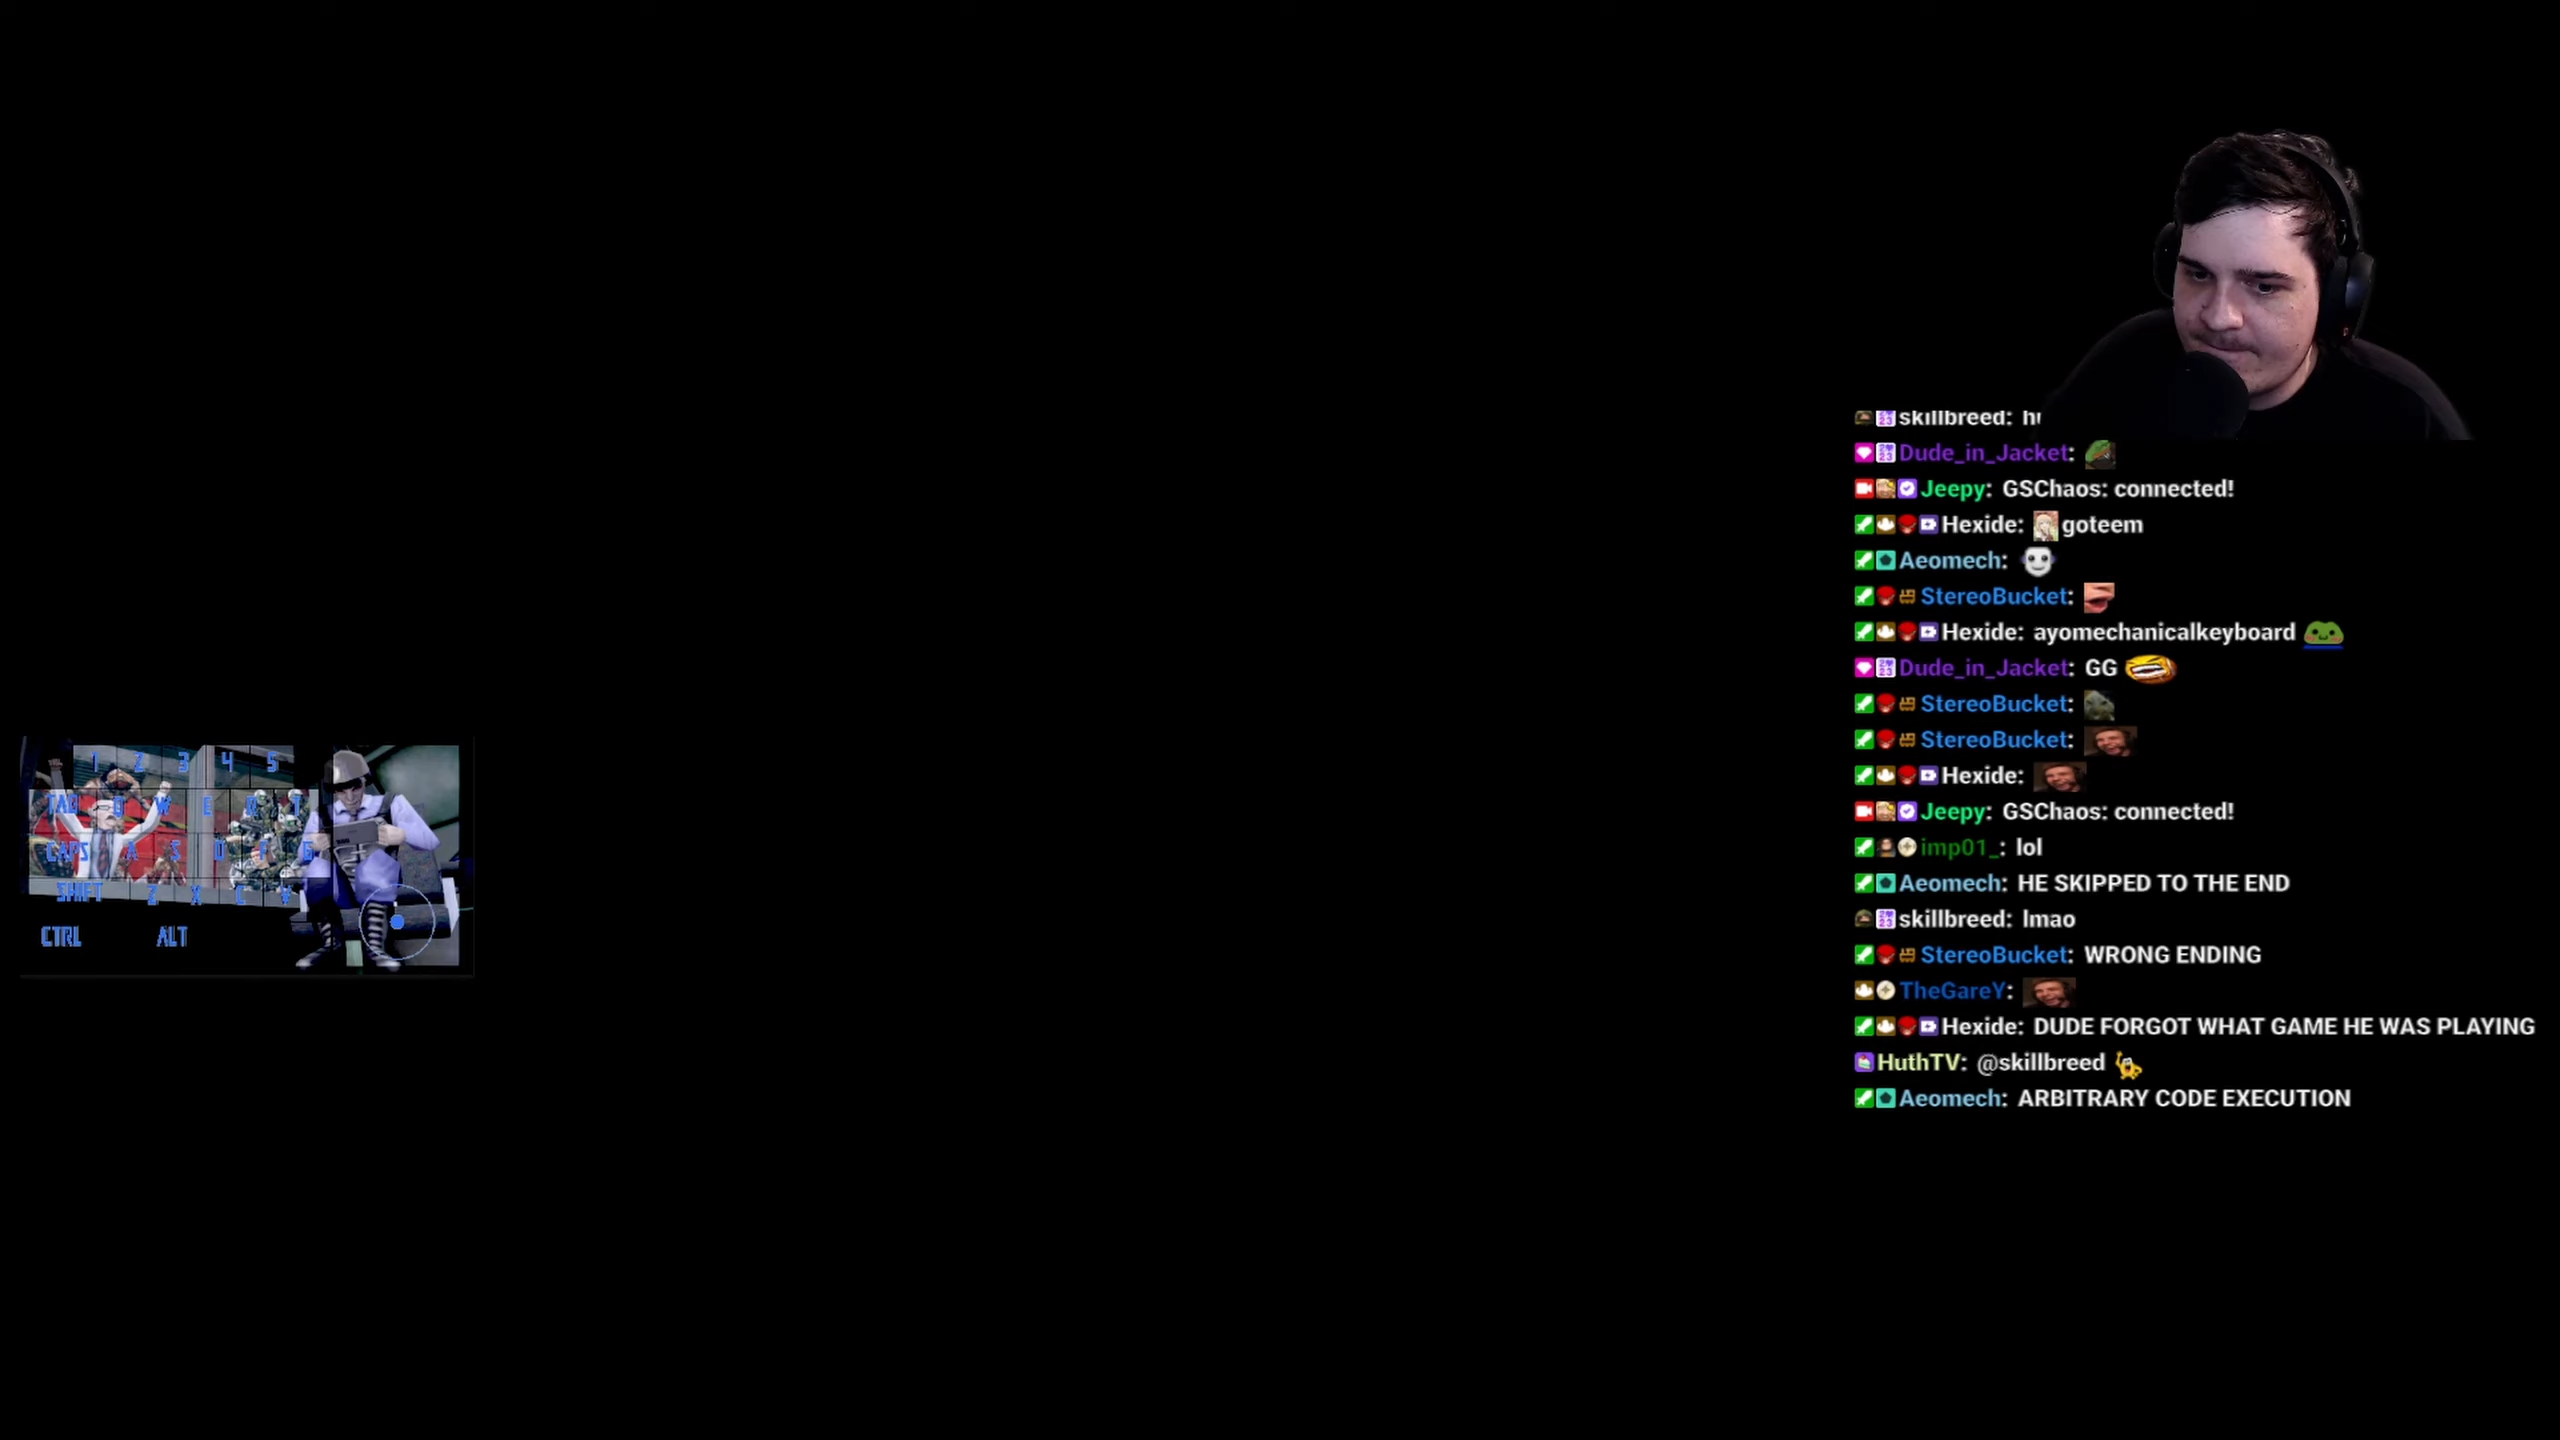 1 2 3 4 5
TAB Q W E R T
CAPS A S D F G
SHIFT Z X C V
CTRL ALT
skillbreed:
Dude_in_Jacket:
Jeepy: GSChaos: connected!
Hexide: goteem
Aeomech:
StereoBucket:
Hexide: ayomechanicalkeyboard
Dude_in_Jacket: GG
StereoBucket:
StereoBucket:
Hexide:
Jeepy: GSChaos: connected!
imp01_: lol
Aeomech: HE SKIPPED TO THE END
skillbreed: lmao
StereoBucket: WRONG ENDING
TheGareY:
Hexide: DUDE FORGOT WHAT GAME HE WAS PLAYING
HuthTV: @skillbreed
Aeomech: ARBITRARY CODE EXECUTION